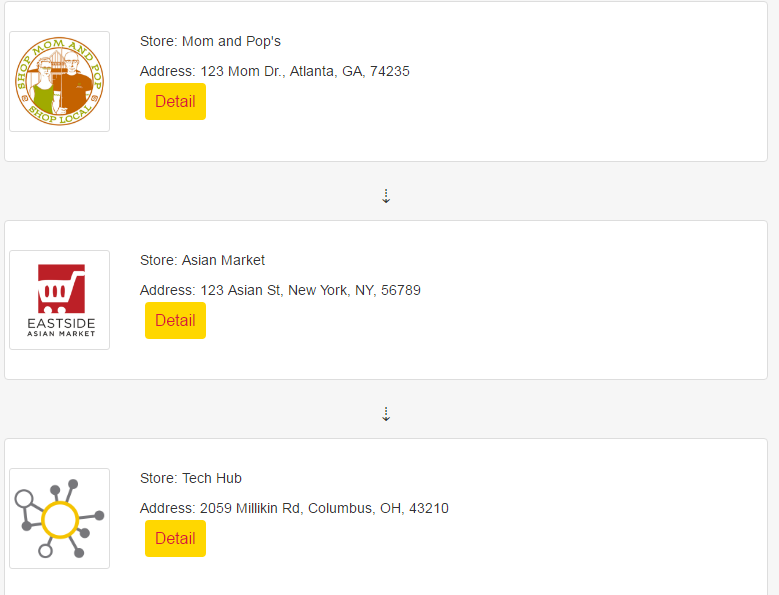 SHOP MOM AND POP
SHOP LOCAL
Store: Mom and Pop's
Address: 123 Mom Dr., Atlanta, GA, 74235
Detail
EASTSIDE
ASIAN MARKET
Store: Asian Market
Address: 123 Asian St, New York, NY, 56789
Detail
Store: Tech Hub
Address: 2059 Millikin Rd, Columbus, OH, 43210
Detail